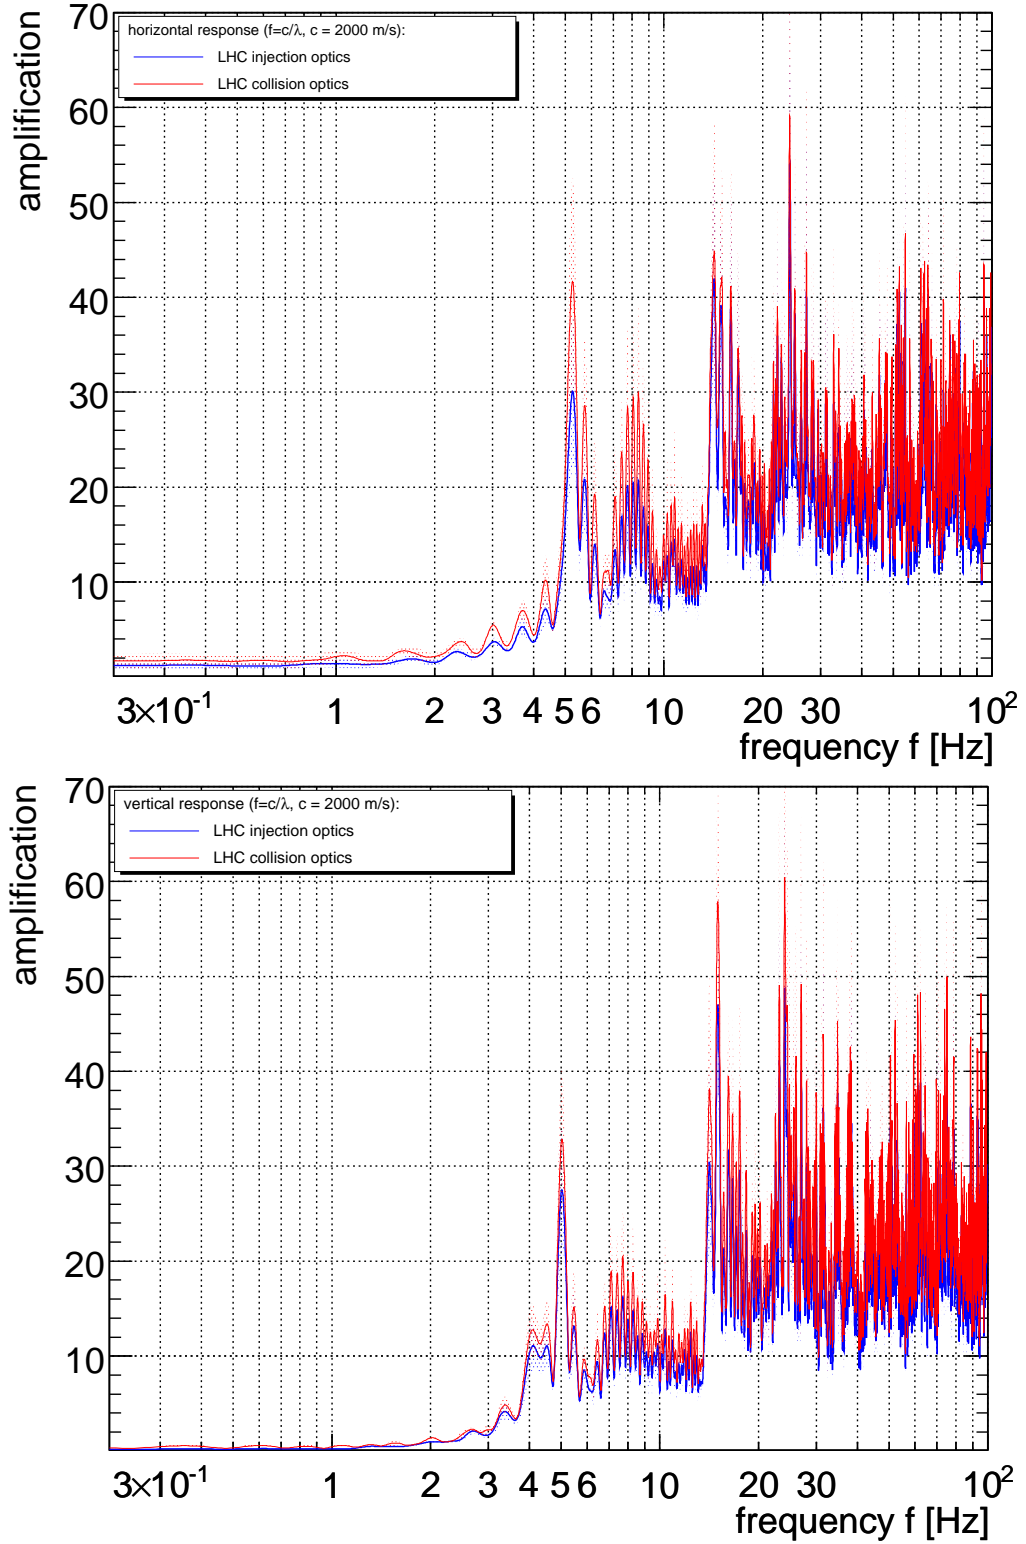 70
60
50
40
30
20
10
amplification
horizontal response (f=c/λ, c = 2000 m/s):
LHC injection optics
LHC collision optics
3×10⁻¹ 1 2 3 4 5 6 10 20 30 10²
frequency f [Hz]
70
60
50
40
30
20
10
amplification
vertical response (f=c/λ, c = 2000 m/s):
LHC injection optics
LHC collision optics
3×10⁻¹ 1 2 3 4 5 6 10 20 30 10²
frequency f [Hz]